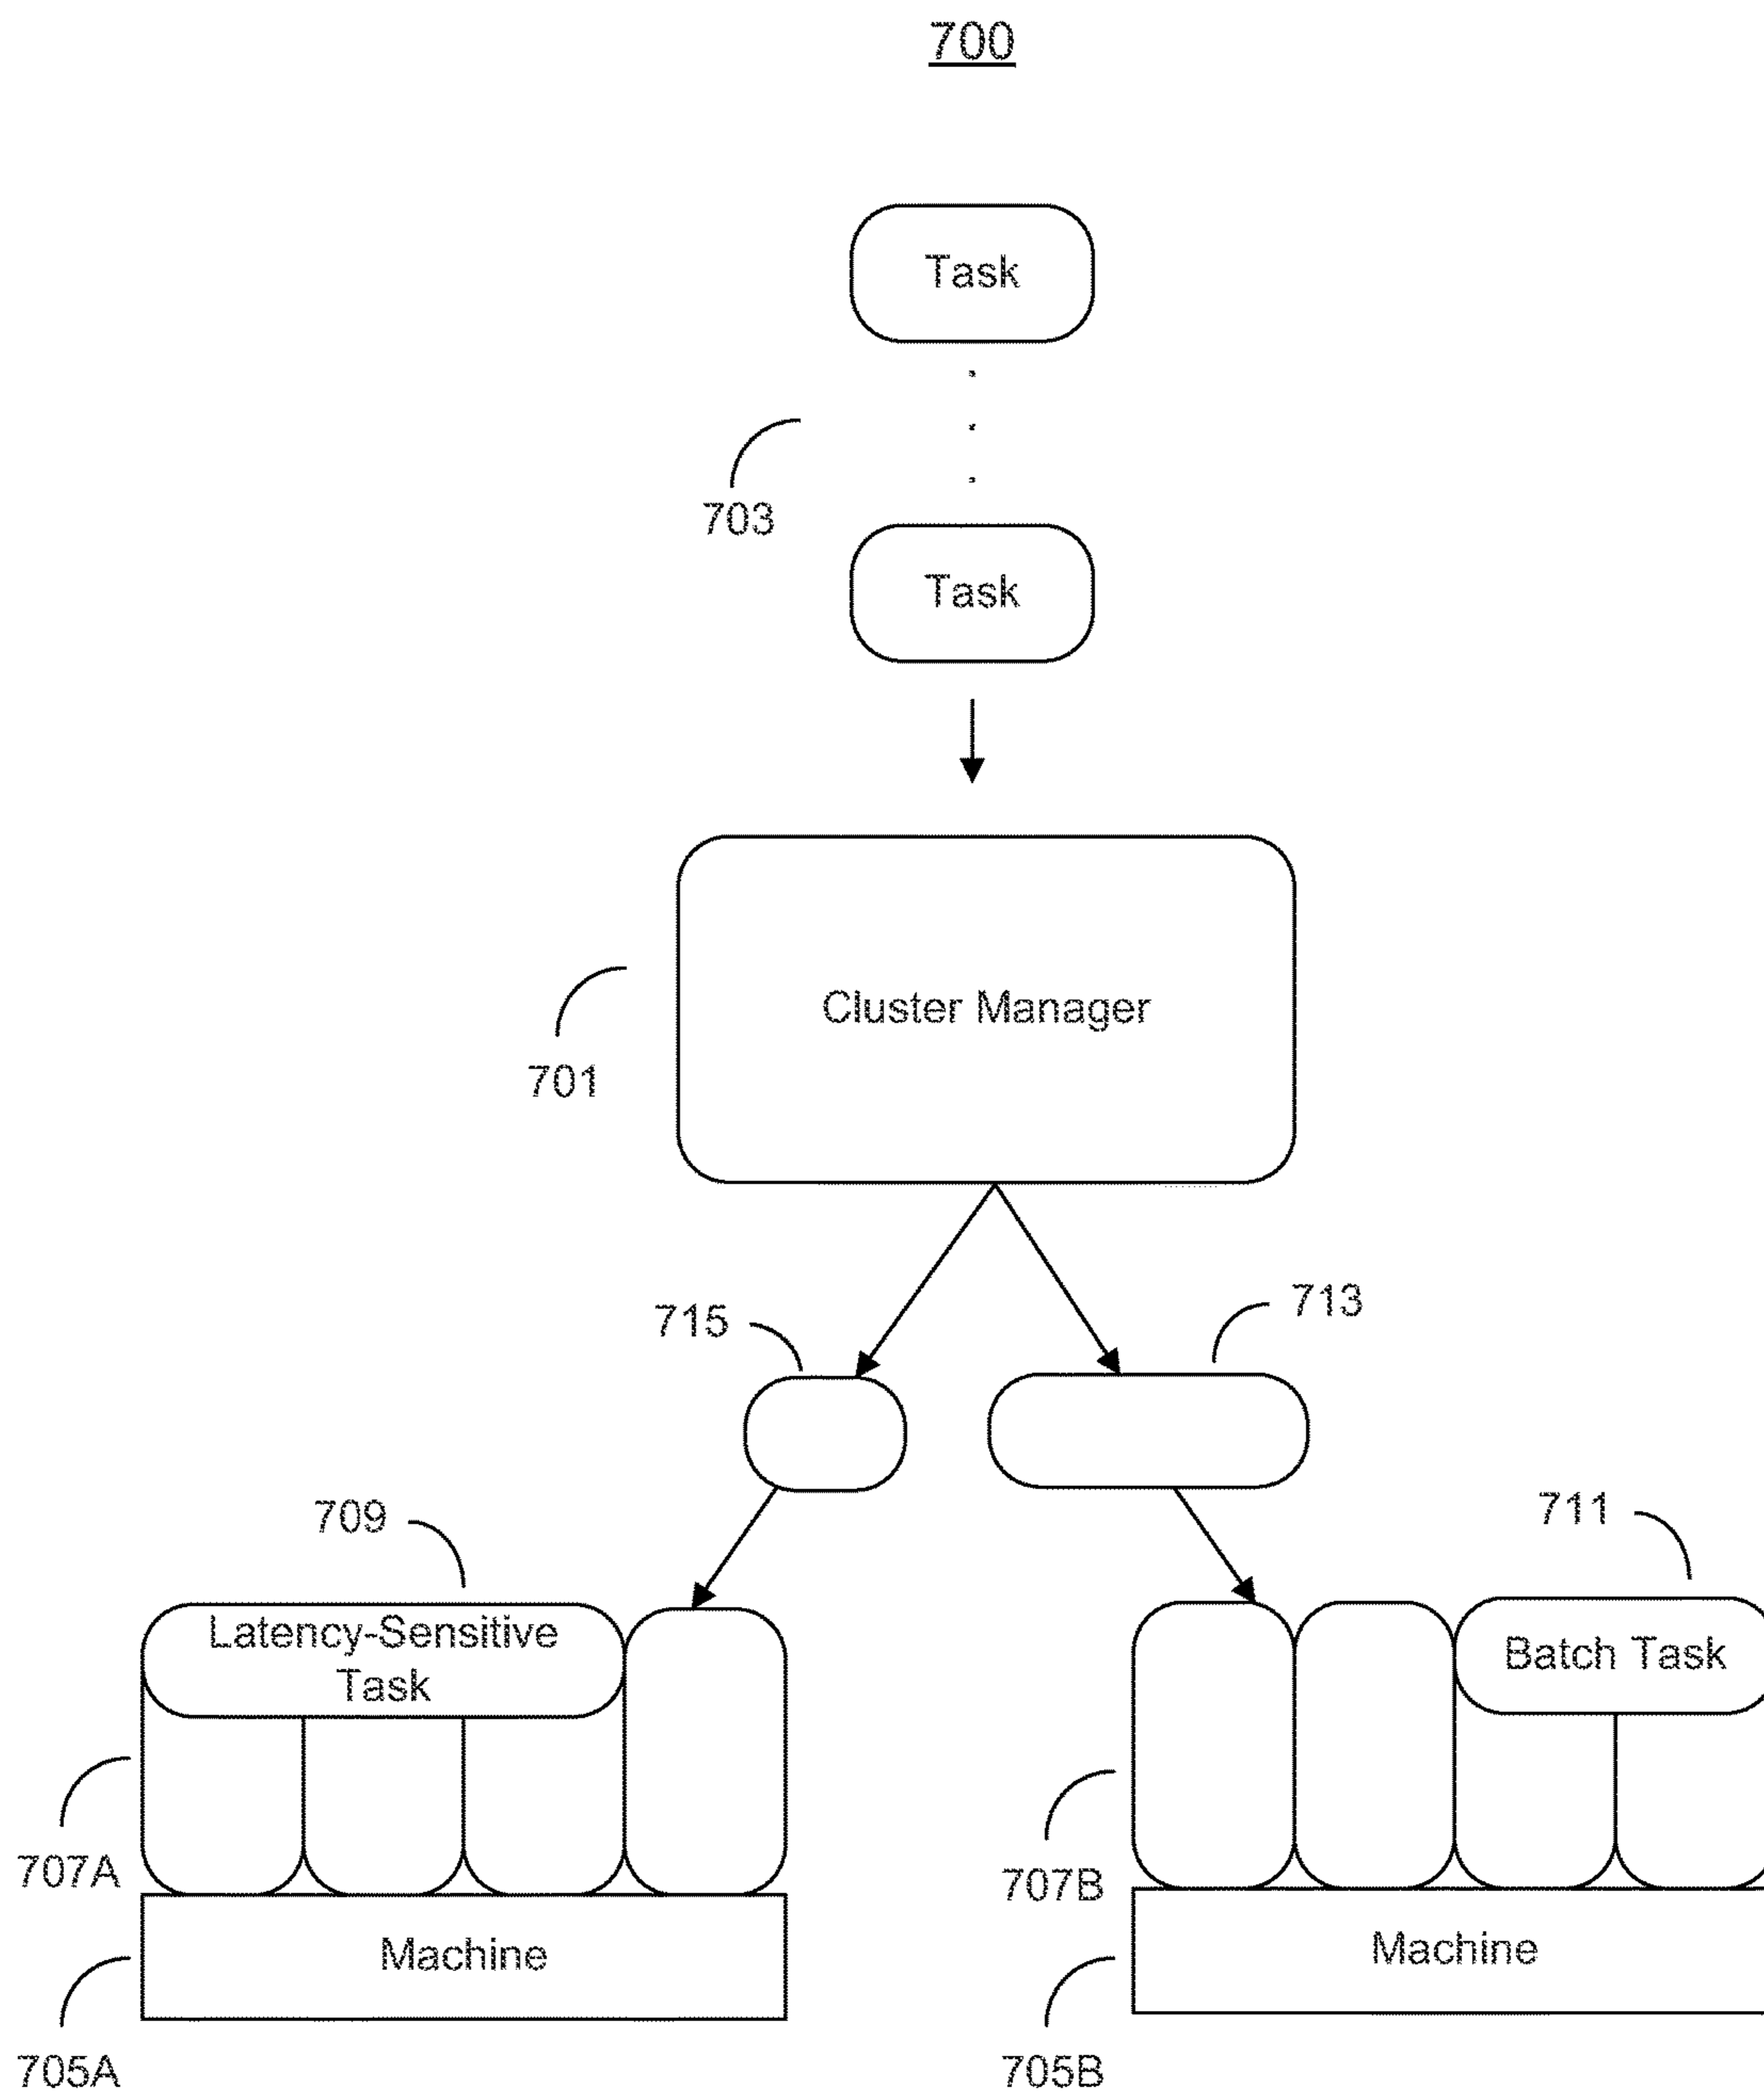 700
Task
703
Task
Cluster Manager
701
715
713
709
711
Latency-Sensitive
Task
Batch Task
707A
707B
Machine
Machine
705A
705B